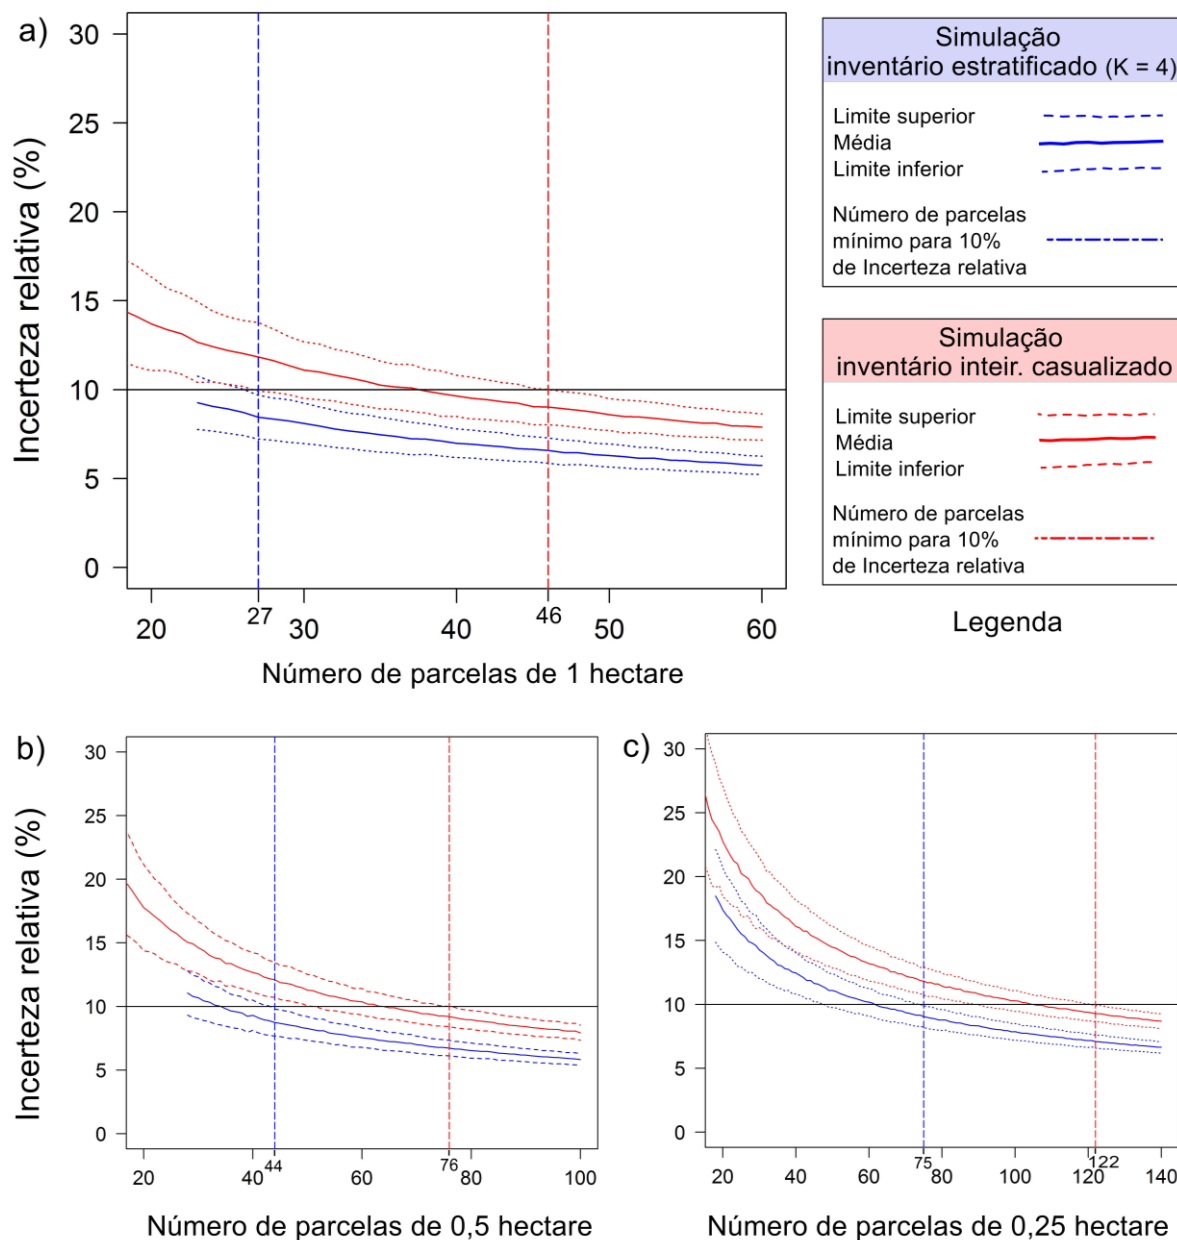 a)
Incerteza relativa (%)
30
25
20
15
10
5
0
20
27
30
40
46
50
60
Número de parcelas de 1 hectare
Simulação
inventário estratificado (K = 4)
Limite superior
Média
Limite inferior
Número de parcelas
mínimo para 10%
de Incerteza relativa
Simulação
inventário inteir. casualizado
Limite superior
Média
Limite inferior
Número de parcelas
mínimo para 10%
de Incerteza relativa
Legenda
b)
Incerteza relativa (%)
30
25
20
15
10
5
0
20
40
44
60
76
80
100
Número de parcelas de 0,5 hectare
c)
30
25
20
15
10
5
0
20
40
60
75
80
100
120
122
140
Número de parcelas de 0,25 hectare